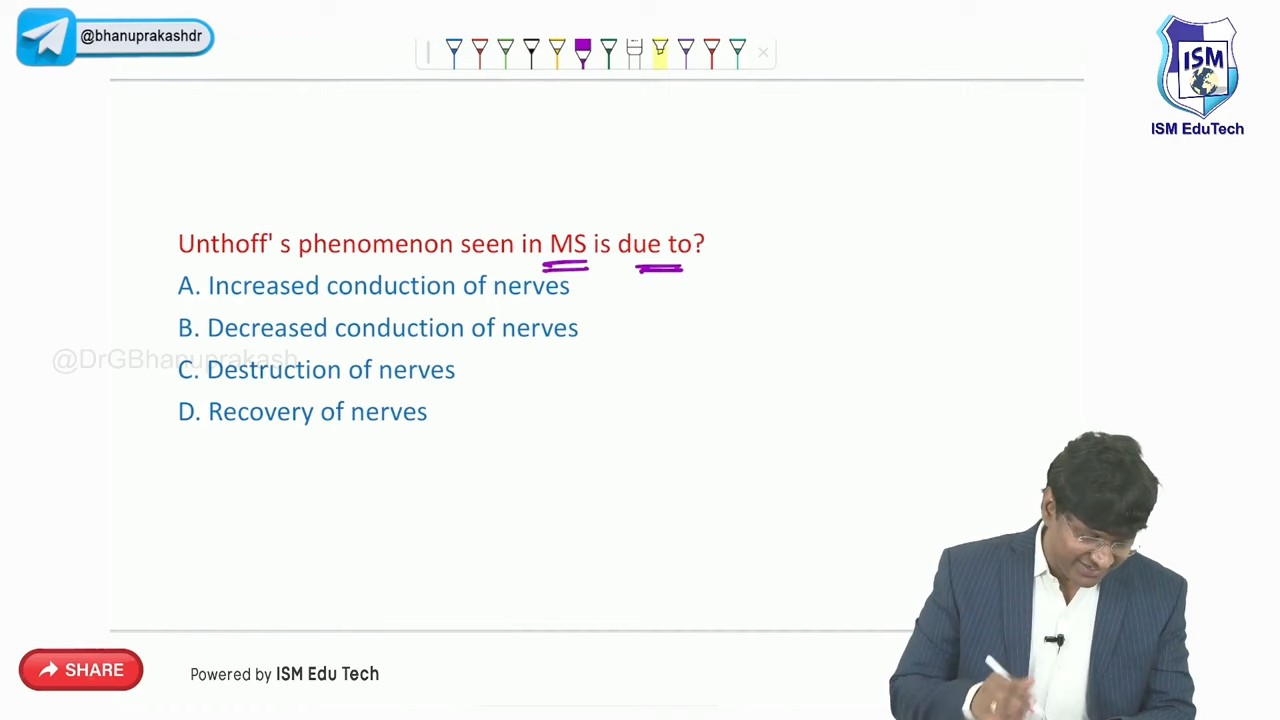 @bhanuprakashdr
ISM
ISM EduTech
Unthoff' s phenomenon seen in MS is due to?
A. Increased conduction of nerves
B. Decreased conduction of nerves
@DrGBhanuprakash
C. Destruction of nerves
D. Recovery of nerves
SHARE
Powered by ISM Edu Tech